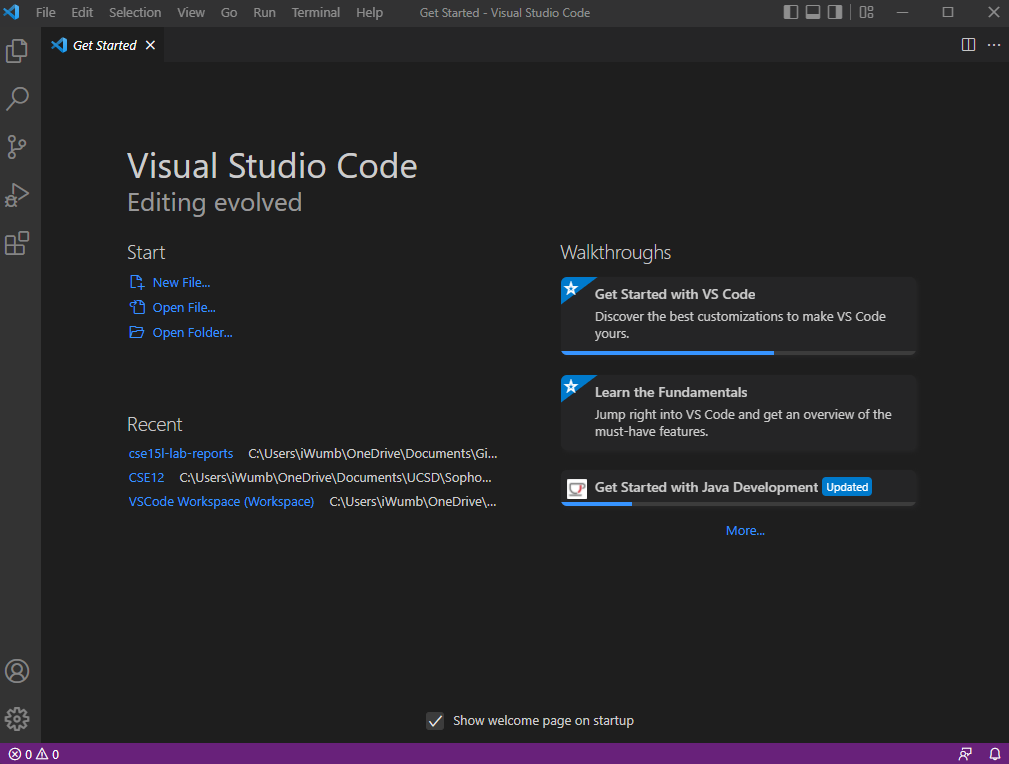 File Edit Selection View Go Run Terminal Help Get Started - Visual Studio Code
Get Started
Visual Studio Code
Editing evolved
Start
New File...
Open File...
Open Folder...
Recent
cse15l-lab-reports C:\Users\iWumb\OneDrive\Documents\Gi...
CSE12 C:\Users\iWumb\OneDrive\Documents\UCSD\Sopho...
VSCode Workspace (Workspace) C:\Users\iWumb\OneDrive\...
Walkthroughs
Get Started with VS Code
Discover the best customizations to make VS Code
yours.
Learn the Fundamentals
Jump right into VS Code and get an overview of the
must-have features.
Get Started with Java Development Updated
More...
Show welcome page on startup
0 0